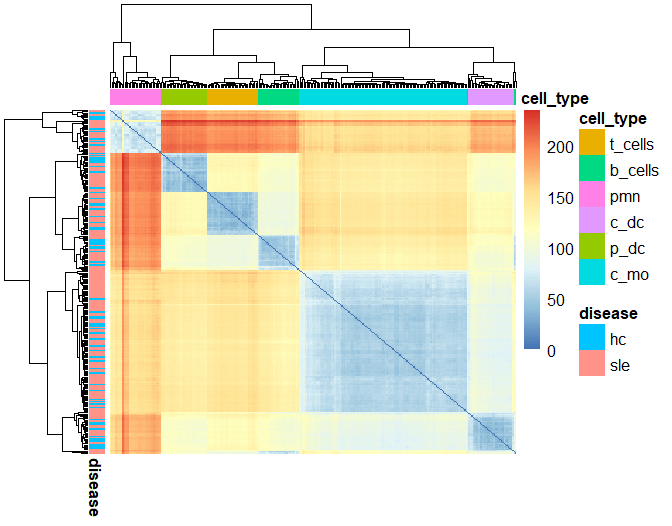 cell_type
cell_type
t_cells
b_cells
pmn
c_dc
p_dc
c_mo
200
150
100
50
0
disease
hc
sle
disease